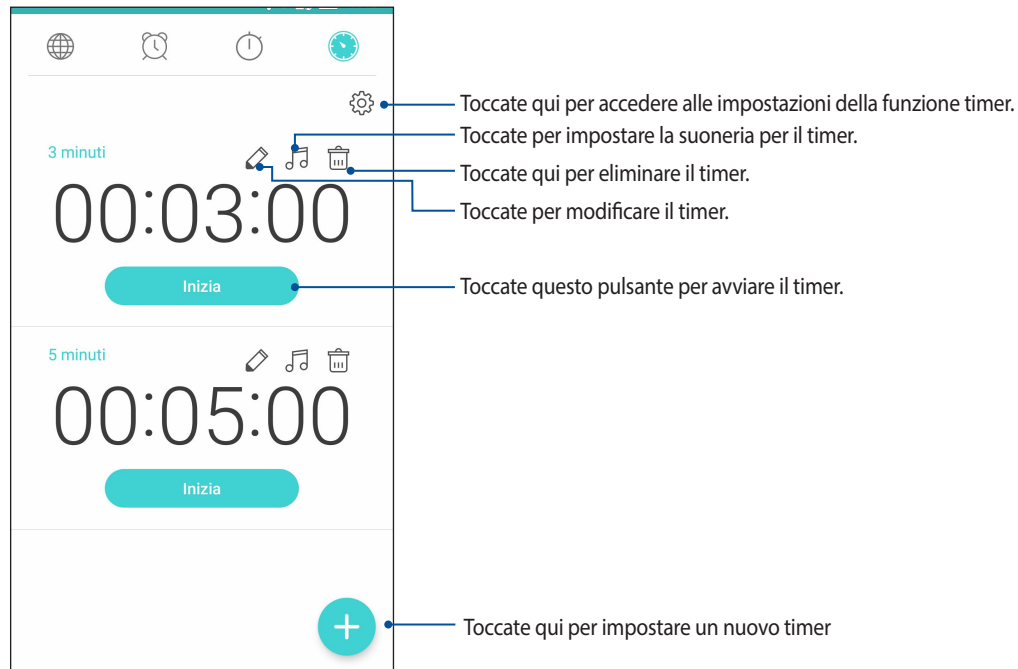 Toccate qui per accedere alle impostazioni della funzione timer.
Toccate per impostare la suoneria per il timer.
3 minuti
Toccate qui per eliminare il timer.
Toccate per modificare il timer.
00:03:00
Inizia
Toccate questo pulsante per avviare il timer.
5 minuti
00:05:00
Inizia
Toccate qui per impostare un nuovo timer